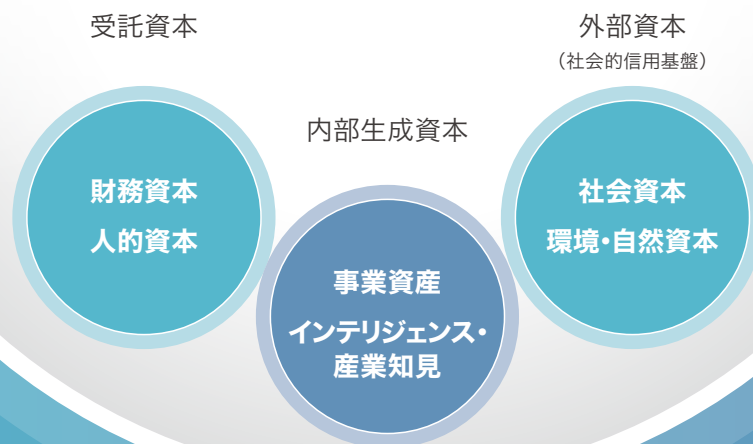 受託資本
財務資本
人的資本
内部生成資本
事業資産
インテリジェンス・
産業知見
外部資本
（社会的信用基盤）
社会資本
環境・自然資本